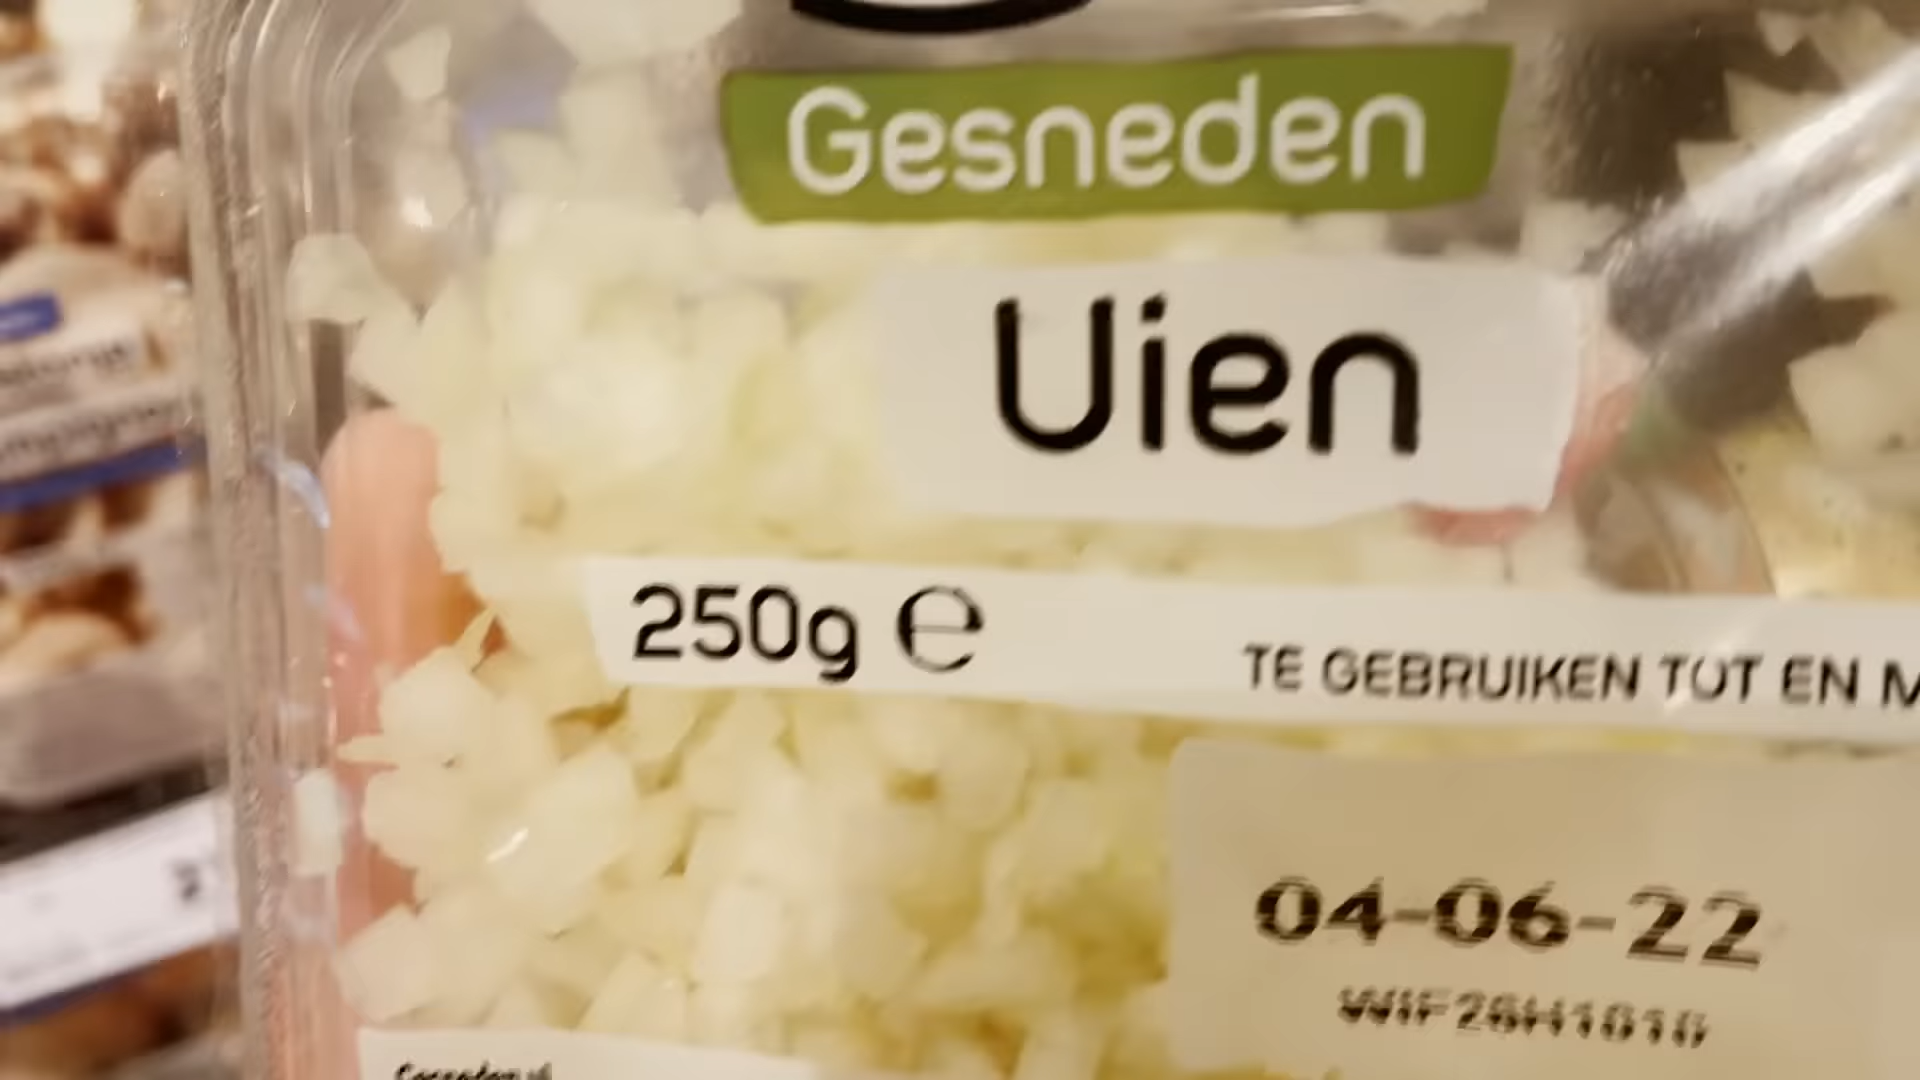 Gesneden
Uien
250g ℮
TE GEBRUIKEN TOT EN M
04-06-22